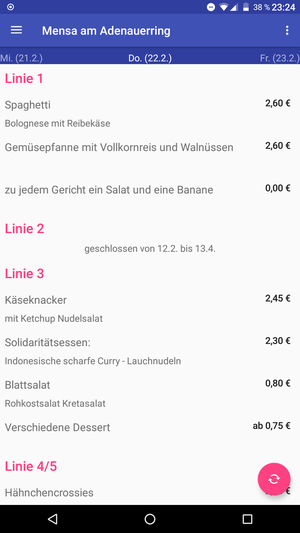 38 % 23:24
Mensa am Adenauerring
Mi. (21.2.) Do. (22.2.) Fr. (23.2.)
Linie 1
Spaghetti 2,60 €
Bolognese mit Reibekäse
Gemüsepfanne mit Vollkornreis und Walnüssen 2,60 €
zu jedem Gericht ein Salat und eine Banane 0,00 €
Linie 2
geschlossen von 12.2. bis 13.4.
Linie 3
Käseknacker 2,45 €
mit Ketchup Nudelsalat
Solidaritätsessen: 2,30 €
Indonesische scharfe Curry - Lauchnudeln
Blattsalat 0,80 €
Rohkostsalat Kretasalat
Verschiedene Dessert ab 0,75 €
Linie 4/5
Hähnchencrossies €